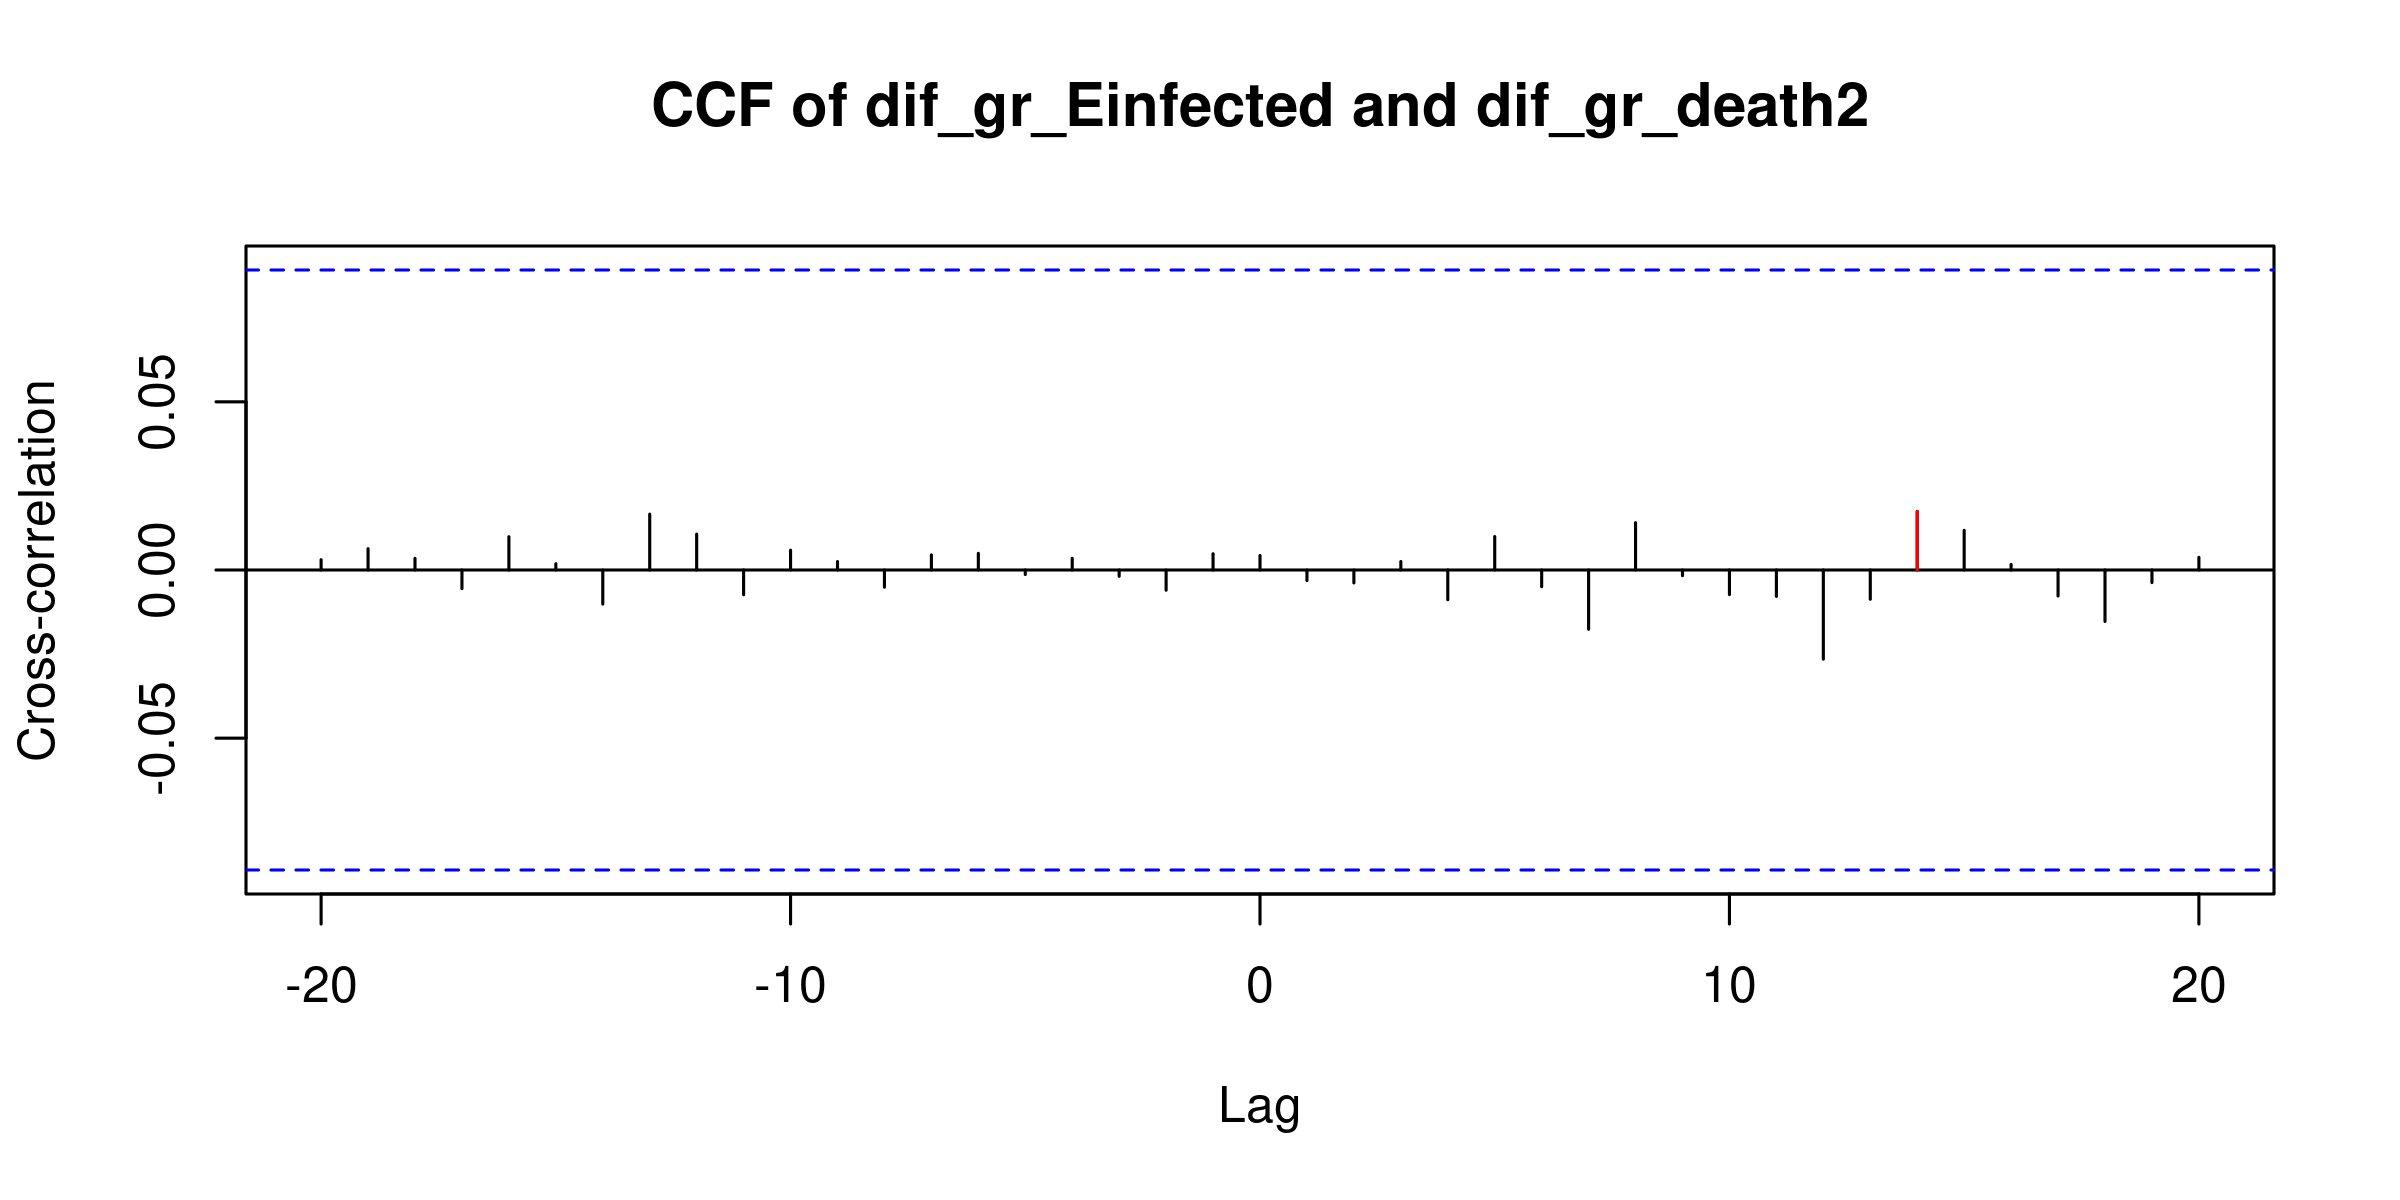 CCF of dif_gr_Einfected and dif_gr_death2
Cross-correlation
0.05
0.00
-0.05
-20 -10 0 10 20
Lag